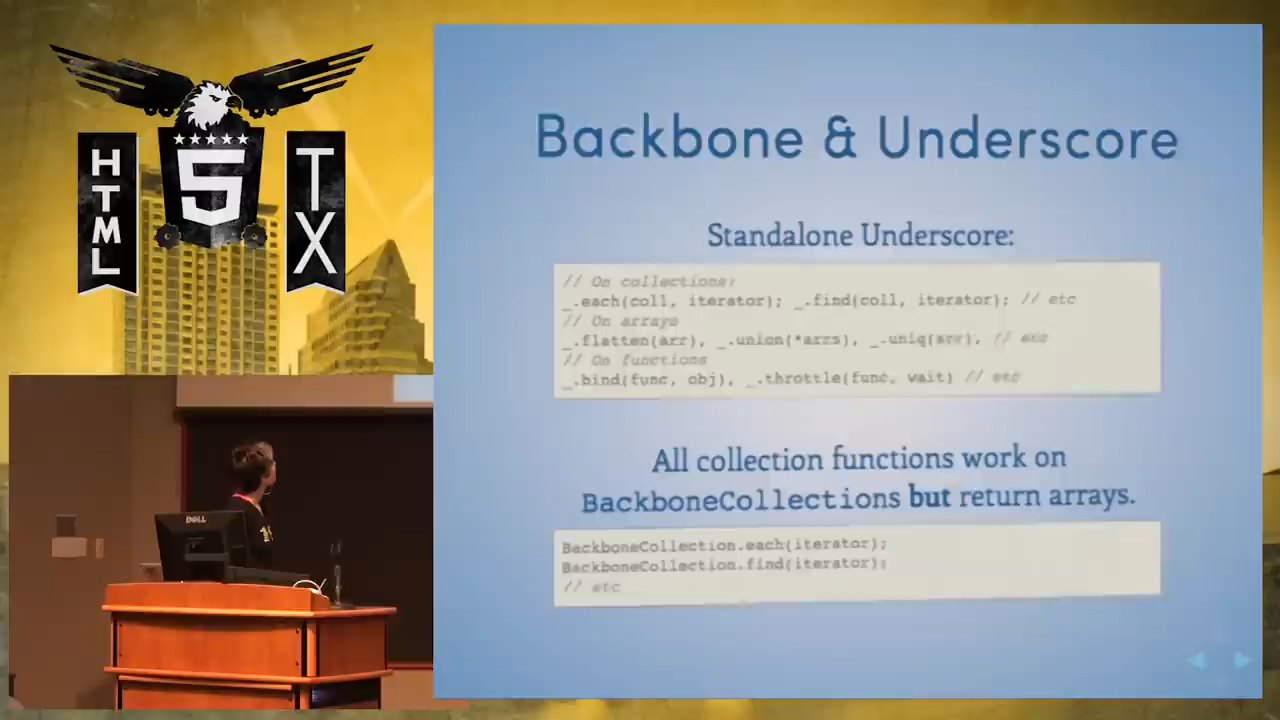 HTML
5
TX
Backbone & Underscore
Standalone Underscore:
// On collections:
_.each(coll, iterator); _.find(coll, iterator); // etc
// On arrays
_.flatten(arr), _.union(*arrs), _.uniq(arr), // etc
// On functions
_.bind(func, obj), _.throttle(func, wait) // etc
All collection functions work on
BackboneCollections but return arrays.
BackboneCollection.each(iterator);
BackboneCollection.find(iterator);
// etc
DELL